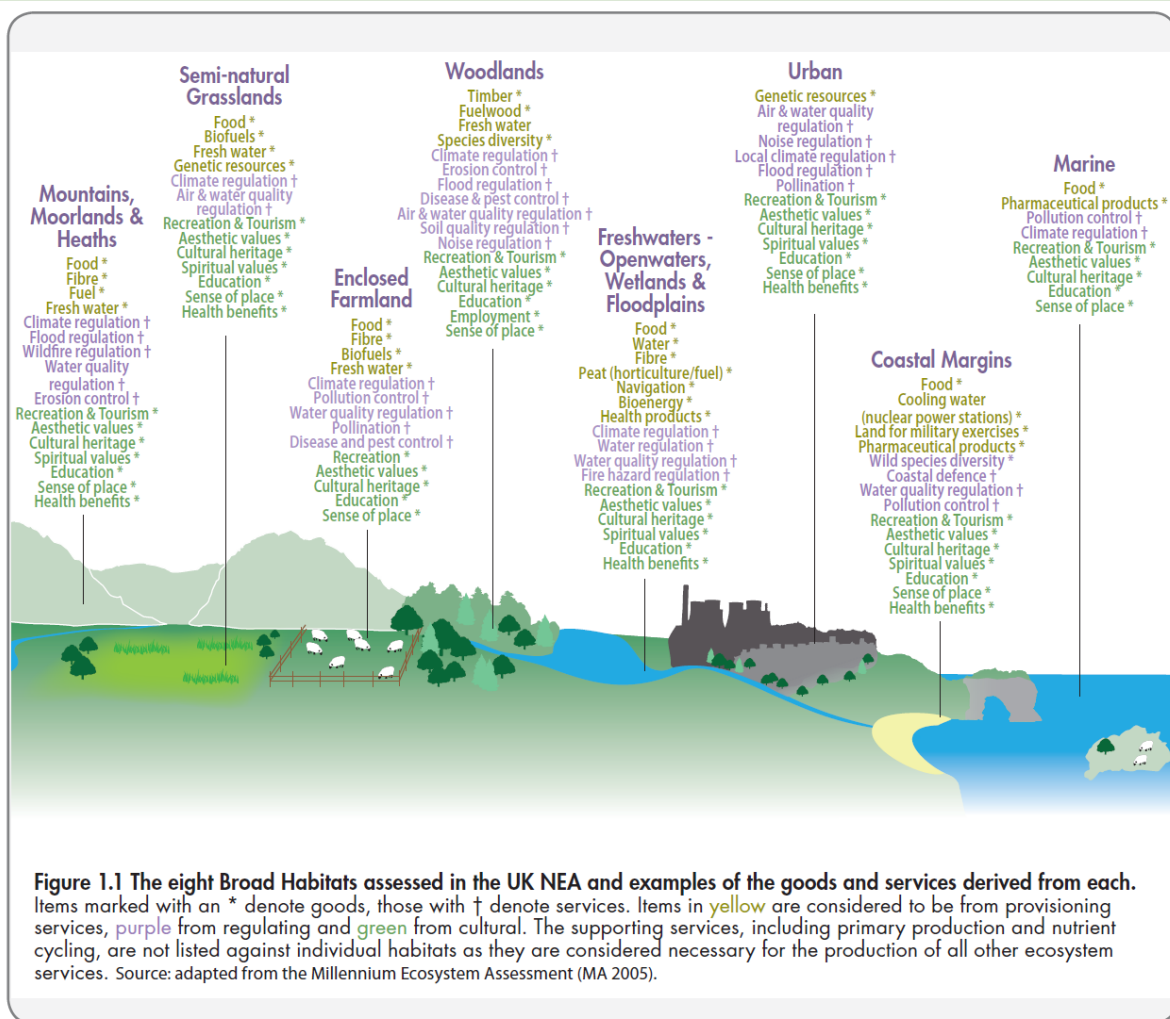 Mountains,
Moorlands &
Heaths
Food *
Fibre *
Fuel *
Fresh water *
Climate regulation †
Flood regulation †
Wildfire regulation †
Water quality
regulation †
Erosion control †
Recreation & Tourism *
Aesthetic values *
Cultural heritage *
Spiritual values *
Education *
Sense of place *
Health benefits *
Semi-natural
Grasslands
Food *
Biofuels *
Fresh water *
Genetic resources *
Climate regulation †
Air & water quality
regulation †
Recreation & Tourism *
Aesthetic values *
Cultural heritage *
Spiritual values *
Education *
Sense of place *
Health benefits *
Enclosed
Farmland
Food *
Fibre *
Biofuels *
Fresh water *
Climate regulation †
Pollution control †
Water quality regulation †
Pollination †
Disease and pest control †
Recreation *
Aesthetic values *
Cultural heritage *
Education *
Sense of place *
Woodlands
Timber *
Fuelwood *
Fresh water
Species diversity *
Climate regulation †
Erosion control †
Flood regulation †
Disease & pest control †
Air & water quality regulation †
Soil quality regulation †
Noise regulation †
Recreation & Tourism *
Aesthetic values *
Cultural heritage *
Education *
Employment *
Sense of place *
Freshwaters -
Openwaters,
Wetlands &
Floodplains
Food *
Water *
Fibre *
Peat (horticulture/fuel) *
Navigation *
Bioenergy *
Health products *
Climate regulation †
Water regulation †
Water quality regulation †
Fire hazard regulation †
Recreation & Tourism *
Aesthetic values *
Cultural heritage *
Spiritual values *
Education *
Health benefits *
Urban
Genetic resources *
Air & water quality
regulation †
Noise regulation †
Local climate regulation †
Flood regulation †
Pollination †
Recreation & Tourism *
Aesthetic values *
Cultural heritage *
Spiritual values *
Education *
Sense of place *
Health benefits *
Coastal Margins
Food *
Cooling water
(nuclear power stations) *
Land for military exercises *
Pharmaceutical products *
Wild species diversity *
Coastal defence †
Water quality regulation †
Pollution control †
Recreation & Tourism *
Aesthetic values *
Cultural heritage *
Spiritual values *
Education *
Sense of place *
Health benefits *
Marine
Food *
Pharmaceutical products *
Pollution control †
Climate regulation †
Recreation & Tourism *
Aesthetic values *
Cultural heritage *
Education *
Sense of place *
Figure 1.1 The eight Broad Habitats assessed in the UK NEA and examples of the goods and services derived from each.
Items marked with an * denote goods, those with † denote services. Items in yellow are considered to be from provisioning
services, purple from regulating and green from cultural. The supporting services, including primary production and nutrient
cycling, are not listed against individual habitats as they are considered necessary for the production of all other ecosystem
services. Source: adapted from the Millennium Ecosystem Assessment (MA 2005).